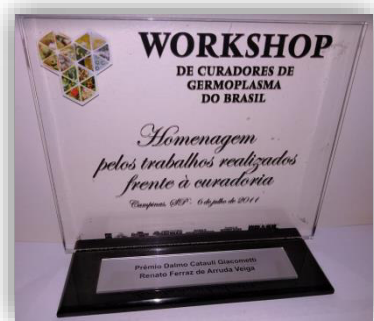 WORKSHOP
DE CURADORES DE
GERMOPLASMA
DO BRASIL
Homenagem
pelos trabalhos realizados
frente à curadoria
Campinas, (SP) - 6 de julho de 2011
Prêmio Dalmo Catauli Giacometti
Renato Ferraz de Arruda Veiga